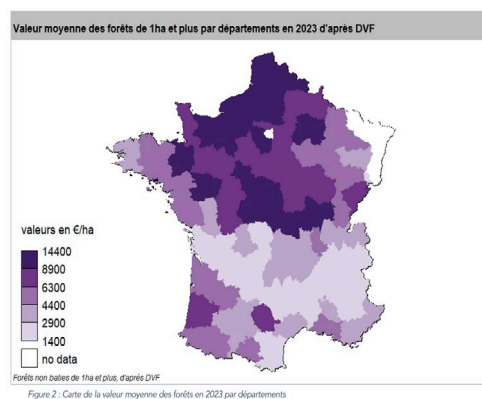 Valeur moyenne des forêts de 1ha et plus par départements en 2023 d'après DVF
valeurs en €/ha
14400
8900
6300
4400
2900
1400
no data
Forêts non baties de 1ha et plus, d'après DVF
Figure 2 : Carte de la valeur moyenne des forêts en 2023 par départements